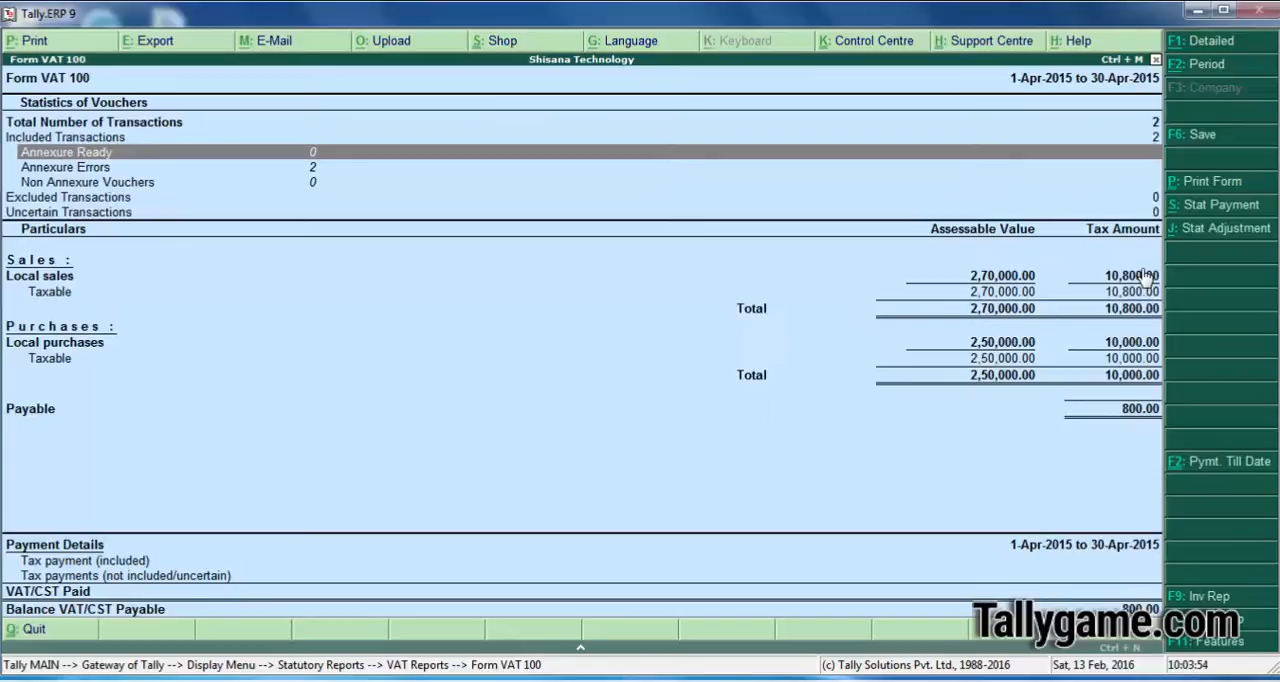 Tally.ERP 9
P: Print E: Export M: E-Mail O: Upload S: Shop G: Language K: Keyboard K: Control Centre H: Support Centre H: Help
Form VAT 100 Shisana Technology Ctrl + M
Form VAT 100 1-Apr-2015 to 30-Apr-2015
Statistics of Vouchers
Total Number of Transactions 2
Included Transactions 2
Annexure Ready 0
Annexure Errors 2
Non Annexure Vouchers 0
Excluded Transactions 0
Uncertain Transactions 0
Particulars Assessable Value Tax Amount
Sales :
Local sales 2,70,000.00 10,800.00
Taxable 2,70,000.00 10,800.00
Total 2,70,000.00 10,800.00
Purchases :
Local purchases 2,50,000.00 10,000.00
Taxable 2,50,000.00 10,000.00
Total 2,50,000.00 10,000.00
Payable 800.00
Payment Details 1-Apr-2015 to 30-Apr-2015
Tax payment (included)
Tax payments (not included/uncertain)
VAT/CST Paid
Balance VAT/CST Payable 800.00
Q: Quit
Ctrl + N
Tally MAIN --> Gateway of Tally --> Display Menu --> Statutory Reports --> VAT Reports --> Form VAT 100 (c) Tally Solutions Pvt. Ltd., 1988-2016 Sat, 13 Feb, 2016 10:03:54
F1: Detailed
F2: Period
F3: Company
F6: Save
P: Print Form
S: Stat Payment
J: Stat Adjustment
F2: Pymt. Till Date
F9: Inv Rep
F11: Features
Tallygame.com